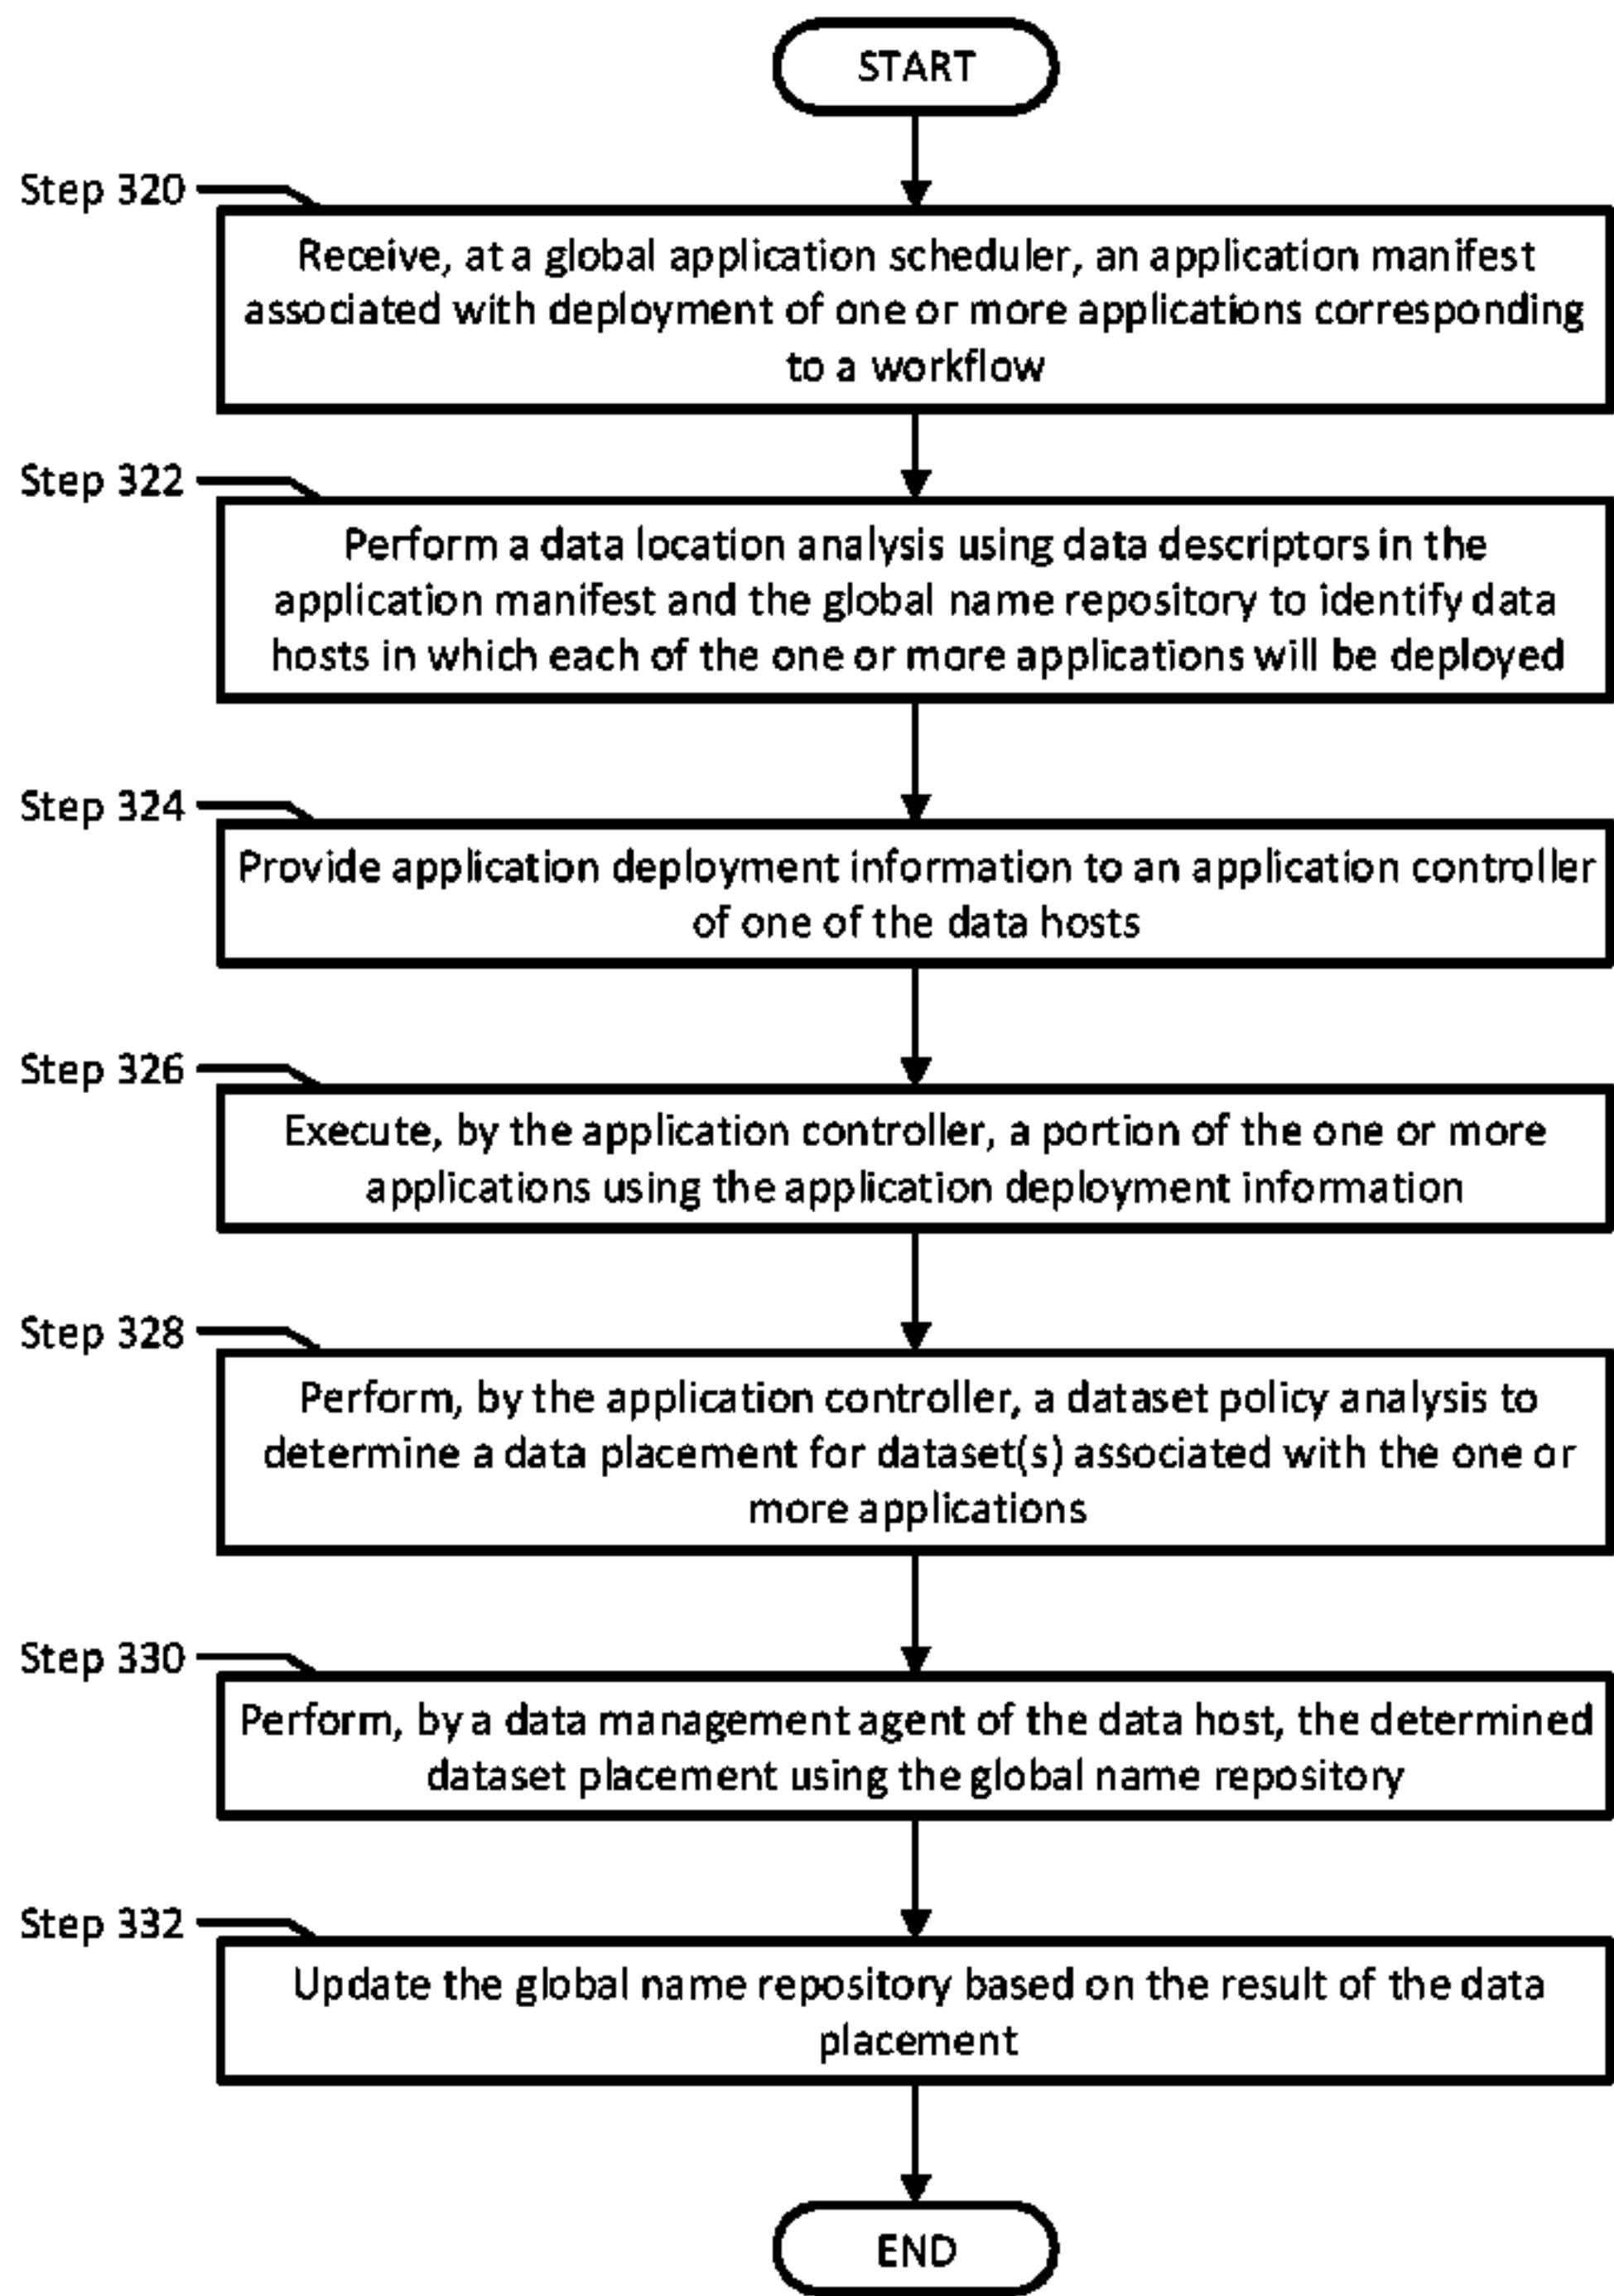 START
Step 320
Receive, at a global application scheduler, an application manifest
associated with deployment of one or more applications corresponding
to a workflow
Step 322
Perform a data location analysis using data descriptors in the
application manifest and the global name repository to identify data
hosts in which each of the one or more applications will be deployed
Step 324
Provide application deployment information to an application controller
of one of the data hosts
Step 326
Execute, by the application controller, a portion of the one or more
applications using the application deployment information
Step 328
Perform, by the application controller, a dataset policy analysis to
determine a data placement for dataset(s) associated with the one or
more applications
Step 330
Perform, by a data management agent of the data host, the determined
dataset placement using the global name repository
Step 332
Update the global name repository based on the result of the data
placement
END